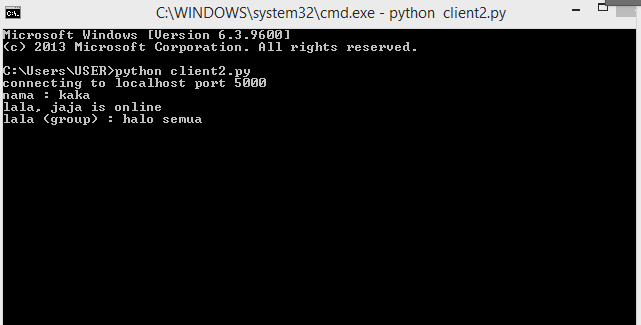 C:\WINDOWS\system32\cmd.exe - python  client2.py
Microsoft Windows [Version 6.3.9600]
(c) 2013 Microsoft Corporation. All rights reserved.
C:\Users\USER>python client2.py
connecting to localhost port 5000
nama : kaka
lala, jaja is online
lala (group) : halo semua